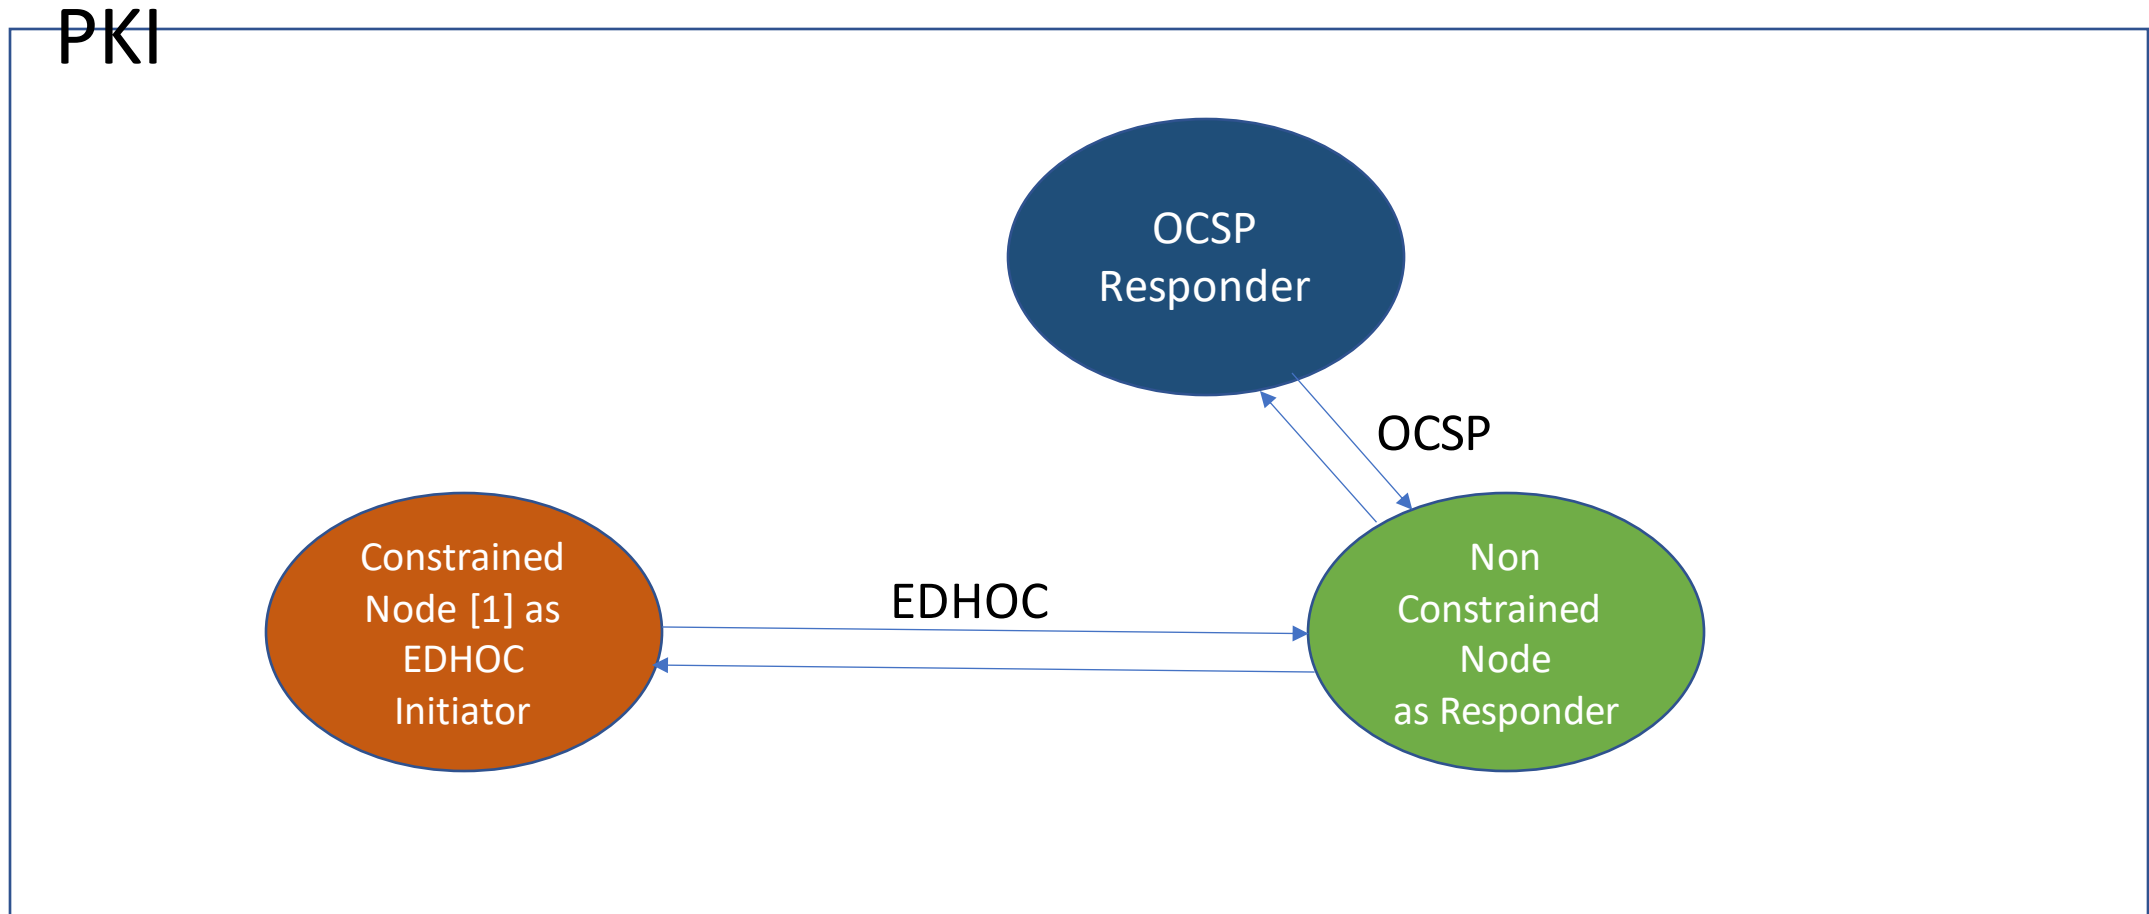 PKI
OCSP
Responder
OCSP
Constrained
Node [1] as
EDHOC
Initiator
EDHOC
Non
Constrained
Node
as Responder